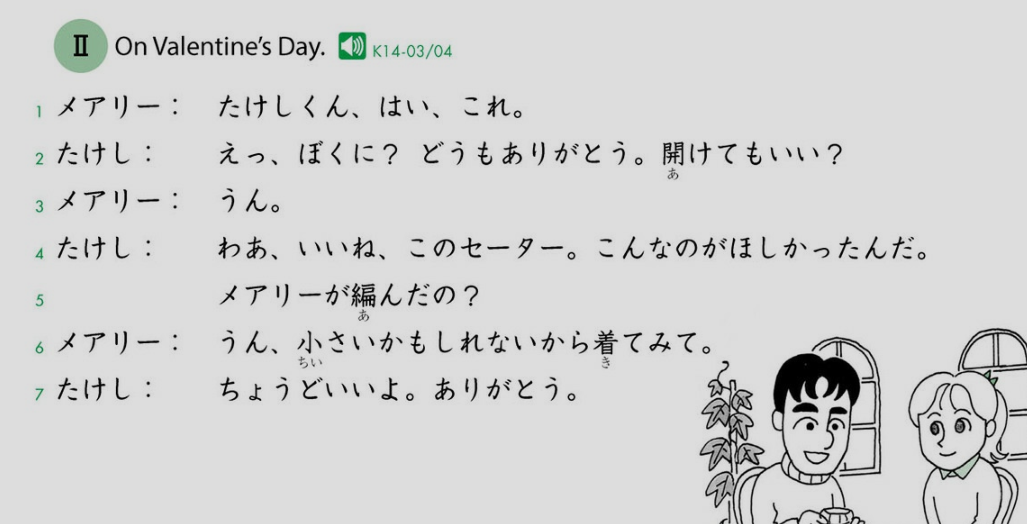 II On Valentine's Day. K14-03/04
1 メアリー： たけしくん、はい、これ。
2 たけし： えっ、ぼくに？ どうもありがとう。開けてもいい？
あ
3 メアリー： うん。
4 たけし： わあ、いいね、このセーター。こんなのがほしかったんだ。
5 メアリーが編んだの？
あ
6 メアリー： うん、小さいかもしれないから着てみて。
ちい き
7 たけし： ちょうどいいよ。ありがとう。